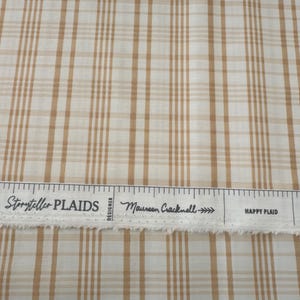 Storyteller PLAIDS DESIGNER Maureen Cracknell HAPPY PLAID